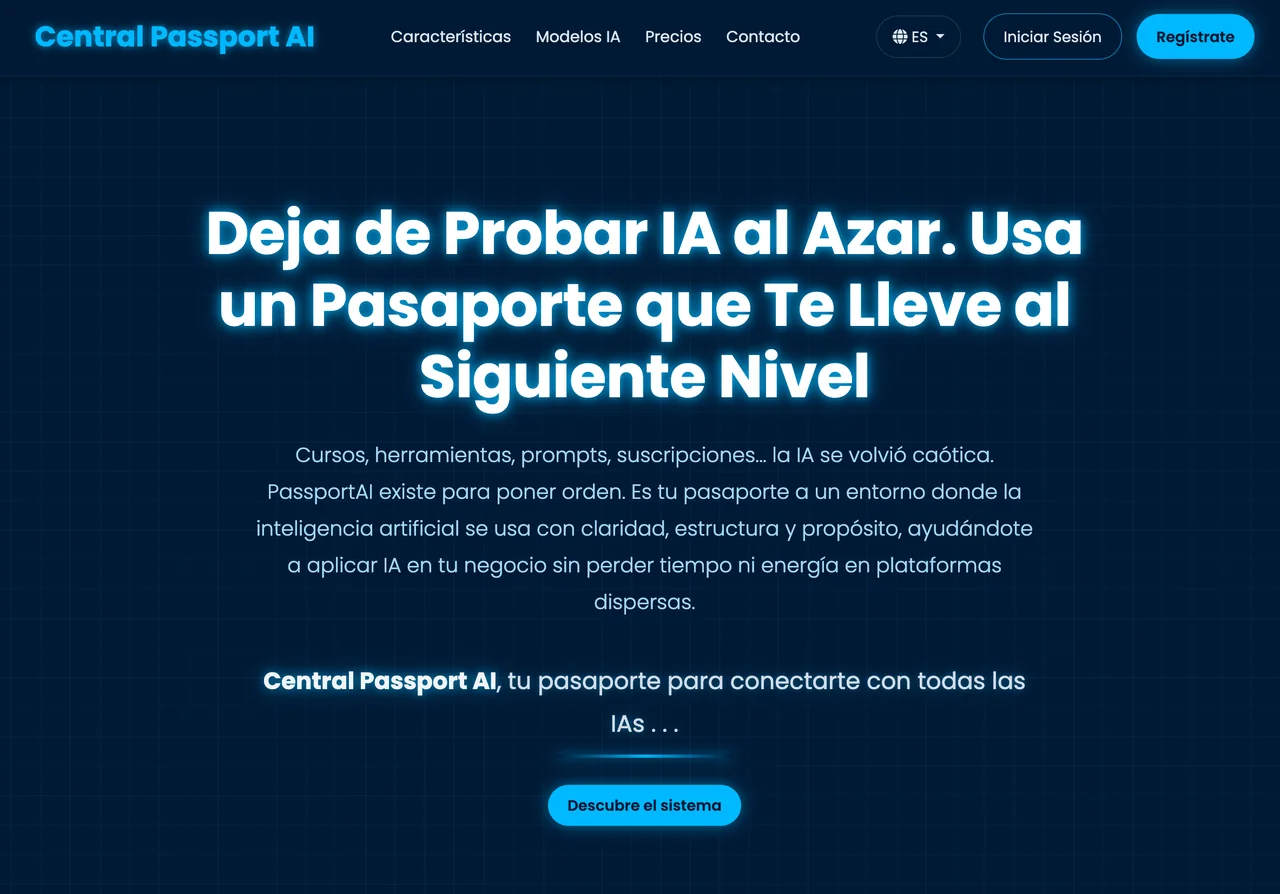 Central Passport AI
Características
Modelos IA
Precios
Contacto
ES
Iniciar Sesión
Regístrate
Deja de Probar IA al Azar. Usa
un Pasaporte que Te Lleve al
Siguiente Nivel
Cursos, herramientas, prompts, suscripciones... la IA se volvió caótica.
PassportAI existe para poner orden. Es tu pasaporte a un entorno donde la
inteligencia artificial se usa con claridad, estructura y propósito, ayudándote
a aplicar IA en tu negocio sin perder tiempo ni energía en plataformas
dispersas.
Central Passport AI, tu pasaporte para conectarte con todas las
IAs . . .
Descubre el sistema